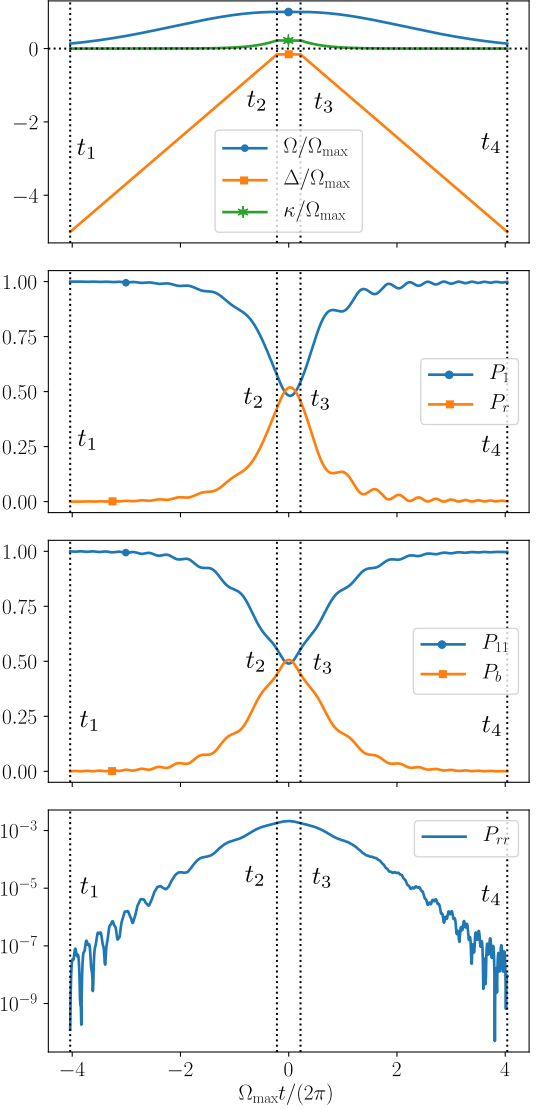 0
−2
−4
t₁
t₂
t₃
t₄
Ω/Ωmax
Δ/Ωmax
κ/Ωmax
1.00
0.75
0.50
0.25
0.00
t₁
t₂
t₃
t₄
P₁
Pᵣ
1.00
0.75
0.50
0.25
0.00
t₁
t₂
t₃
t₄
P₁₁
P_b
10⁻³
10⁻⁵
10⁻⁷
10⁻⁹
t₁
t₂
t₃
t₄
Pᵣᵣ
−4 −2 0 2 4
Ωmaxt/(2π)